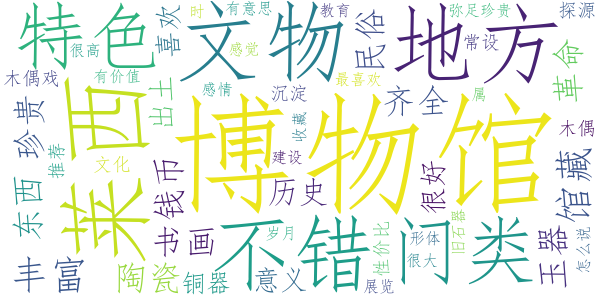 特色
文物
地方
喜欢
时
有意思
教育
弥足珍贵
探源
很高
感觉
民俗
常设
革命
木偶戏
有价值
出土
感情
沉淀
最喜欢
齐全
属
木偶
珍贵
莱西
博物馆
收藏
馆藏
推荐
文化
钱币
建设
历史
很好
东西
书画
不错
岁月
性价比
门类
旧石器
玉器
怎么说
形体
很大
丰富
陶瓷
铜器
意义
展览